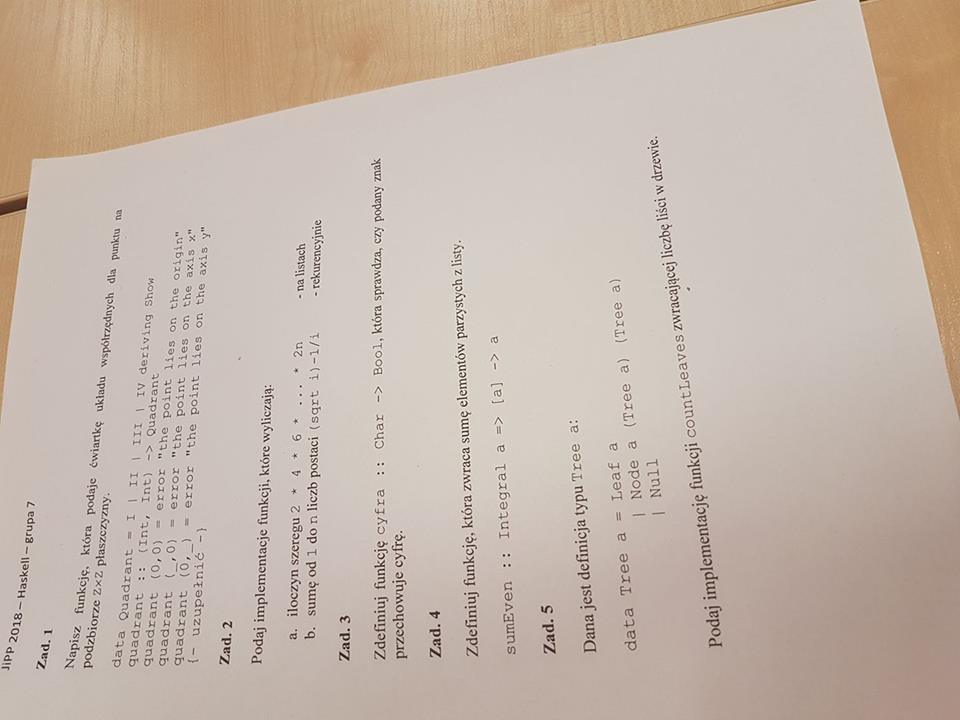 JiPP 2018 – Haskell – grupa 7
Zad. 1
Napisz funkcję, która podaje ćwiartkę układu współrzędnych dla punktu na
podzbiorze Z×Z płaszczyzny.
data Quadrant = I | II | III | IV deriving Show
quadrant :: (Int, Int) -> Quadrant
quadrant (0,0) = error "the point lies on the origin"
quadrant (_,0) = error "the point lies on the axis x"
quadrant (0,_) = error "the point lies on the axis y"
{- uzupełnić -}
Zad. 2
Podaj implementacje funkcji, które wyliczają:
a. iloczyn szeregu 2 * 4 * 6 * ... * 2n - na listach
b. sumę od 1 do n liczb postaci (sqrt i)-1/i - rekurencyjnie
Zad. 3
Zdefiniuj funkcję cyfra :: Char -> Bool, która sprawdza, czy podany znak
przechowuje cyfrę.
Zad. 4
Zdefiniuj funkcję, która zwraca sumę elementów parzystych z listy.
sumEven :: Integral a => [a] -> a
Zad. 5
Dana jest definicja typu Tree a:
data Tree a = Leaf a
| Node a (Tree a) (Tree a)
| Null
Podaj implementację funkcji countLeaves zwracającej liczbę liści w drzewie.